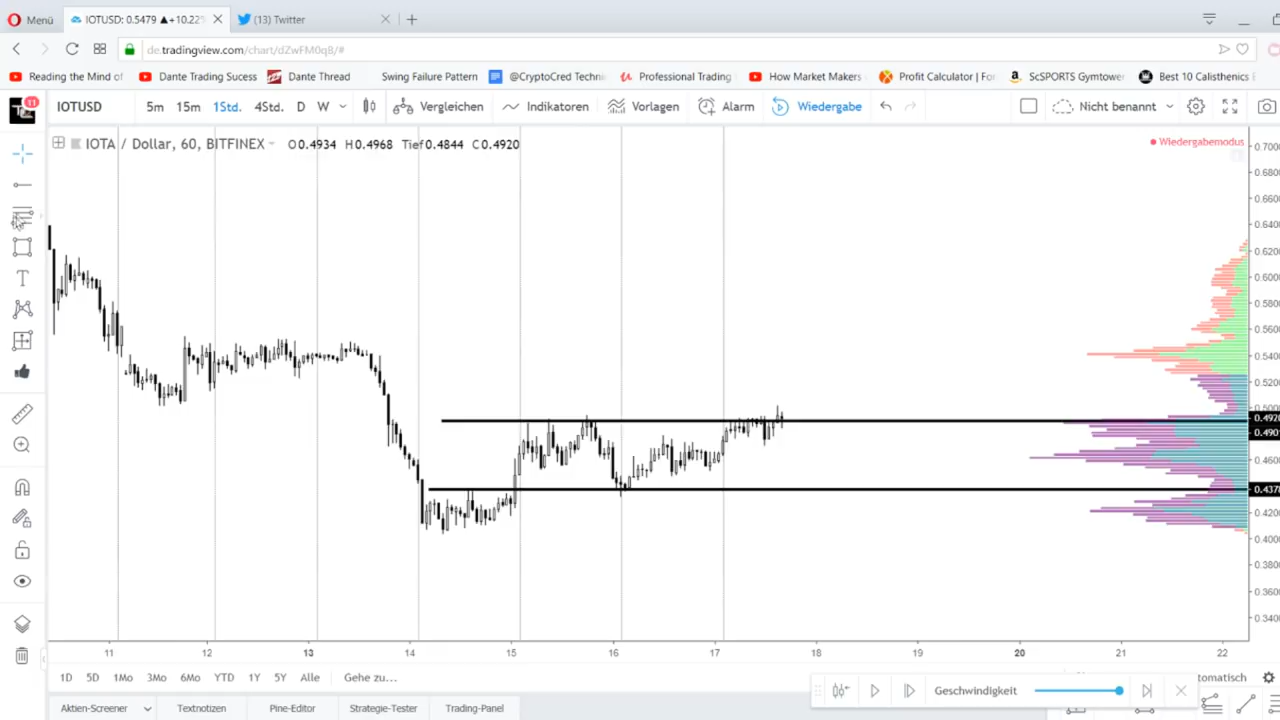 Menü IOTUSD: 0.5479 ▲+10.22% (13) Twitter
de.tradingview.com/chart/dZwFM0qB/#
Reading the Mind of Dante Trading Sucess Dante Thread Swing Failure Pattern @CryptoCred Techni Professional Trading How Market Makers Profit Calculator | For ScSPORTS Gymtower Best 10 Calisthenics
11 IOTUSD 5m 15m 1Std. 4Std. D W Vergleichen Indikatoren Vorlagen Alarm Wiedergabe Nicht benannt
IOTA / Dollar, 60, BITFINEX O0.4934 H0.4968 Tief0.4844 C0.4920
Wiedergabemodus
0.7000
0.6800
0.6600
0.6400
0.6200
0.6000
0.5800
0.5600
0.5400
0.5200
0.5000
0.4920
0.4901
0.4600
0.4378
0.4200
0.4000
0.3800
0.3600
0.3400
11 12 13 14 15 16 17 18 19 20 21 22
1D 5D 1Mo 3Mo 6Mo YTD 1Y 5Y Alle Gehe zu... tomatisch
Geschwindigkeit
Aktien-Screener Textnotizen Pine-Editor Strategie-Tester Trading-Panel